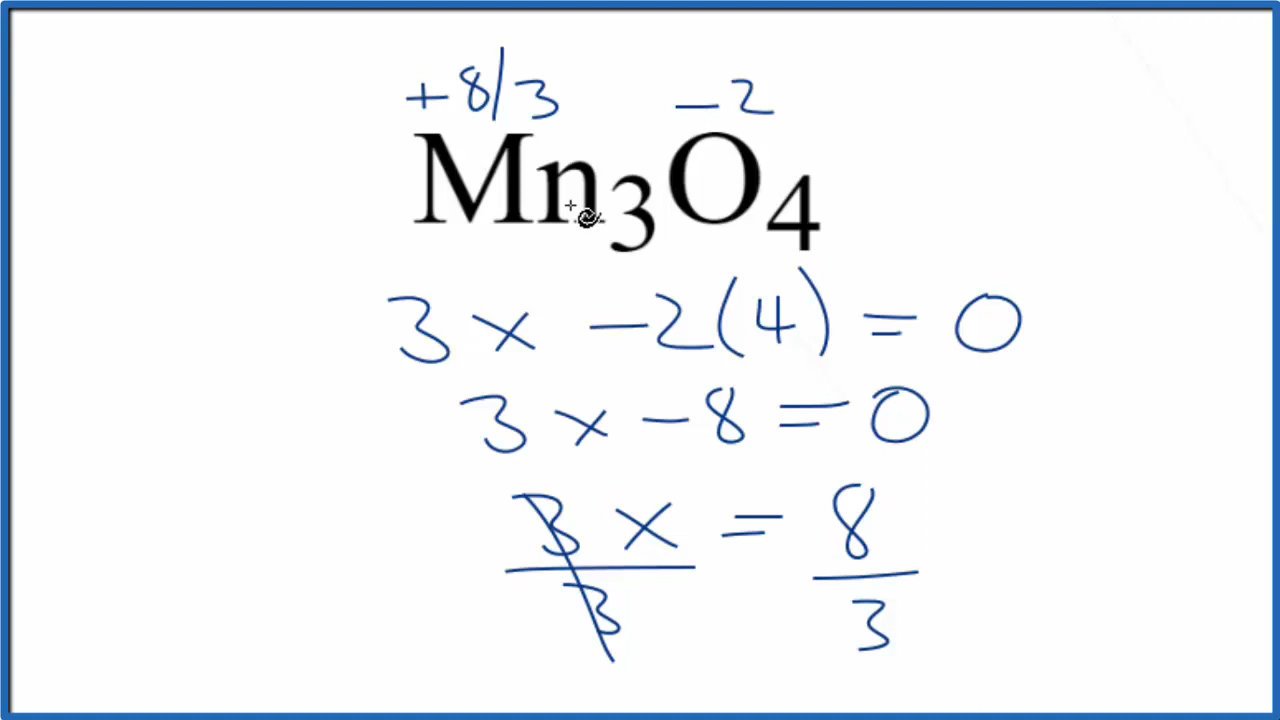 +8/3 -2
Mn₃O₄
3x -2(4) = 0
3x - 8 = 0
3x = 8
3 3